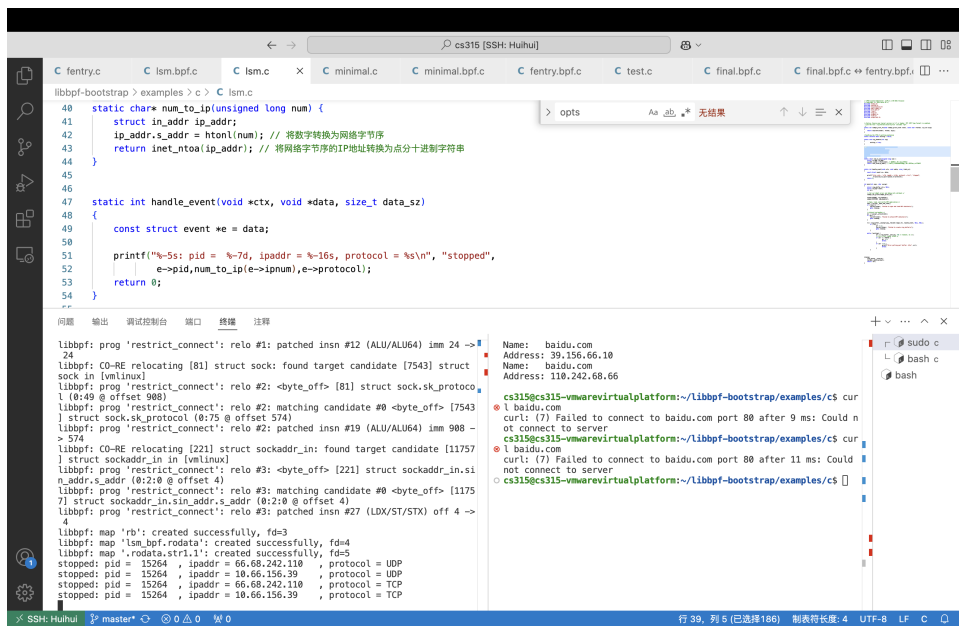 cs315 [SSH: Huihui]
C fentry.c C lsm.bpf.c C lsm.c × C minimal.c C minimal.bpf.c C fentry.bpf.c C test.c C final.bpf.c C final.bpf.c ↔ fentry.bpf.
libbpf-bootstrap > examples > c > C lsm.c
> opts Aa ab .* 无结果
40 static char* num_to_ip(unsigned long num) {
41 struct in_addr ip_addr;
42 ip_addr.s_addr = htonl(num); // 将数字转换为网络字节序
43 return inet_ntoa(ip_addr); // 将网络字节序的IP地址转换为点分十进制字符串
44 }
45
46
47 static int handle_event(void *ctx, void *data, size_t data_sz)
48 {
49 const struct event *e = data;
50
51 printf("%-5s: pid = %-7d, ipaddr = %-16s, protocol = %s\n", "stopped",
52 e->pid,num_to_ip(e->ipnum),e->protocol);
53 return 0;
54 }
问题 输出 调试控制台 端口 终端 注释
libbpf: prog 'restrict_connect': relo #1: patched insn #12 (ALU/ALU64) imm 24 ->
24
libbpf: CO-RE relocating [81] struct sock: found target candidate [7543] struct
sock in [vmlinux]
libbpf: prog 'restrict_connect': relo #2: <byte_off> [81] struct sock.sk_protoco
l (0:49 @ offset 908)
libbpf: prog 'restrict_connect': relo #2: matching candidate #0 <byte_off> [7543
] struct sock.sk_protocol (0:75 @ offset 574)
libbpf: prog 'restrict_connect': relo #2: patched insn #19 (ALU/ALU64) imm 908 -
> 574
libbpf: CO-RE relocating [221] struct sockaddr_in: found target candidate [11757
] struct sockaddr_in in [vmlinux]
libbpf: prog 'restrict_connect': relo #3: <byte_off> [221] struct sockaddr_in.si
n_addr.s_addr (0:2:0 @ offset 4)
libbpf: prog 'restrict_connect': relo #3: matching candidate #0 <byte_off> [1175
7] struct sockaddr_in.sin_addr.s_addr (0:2:0 @ offset 4)
libbpf: prog 'restrict_connect': relo #3: patched insn #27 (LDX/ST/STX) off 4 ->
4
libbpf: map 'rb': created successfully, fd=3
libbpf: map 'lsm_bpf.rodata': created successfully, fd=4
libbpf: map '.rodata.str1.1': created successfully, fd=5
stopped: pid = 15264 , ipaddr = 66.68.242.110 , protocol = UDP
stopped: pid = 15264 , ipaddr = 10.66.156.39 , protocol = UDP
stopped: pid = 15264 , ipaddr = 66.68.242.110 , protocol = TCP
stopped: pid = 15264 , ipaddr = 10.66.156.39 , protocol = TCP
Name: baidu.com
Address: 39.156.66.10
Name: baidu.com
Address: 110.242.68.66
cs315@cs315-vmwarevirtualplatform:~/libbpf-bootstrap/examples/c$ cur
l baidu.com
curl: (7) Failed to connect to baidu.com port 80 after 9 ms: Could n
ot connect to server
cs315@cs315-vmwarevirtualplatform:~/libbpf-bootstrap/examples/c$ cur
l baidu.com
curl: (7) Failed to connect to baidu.com port 80 after 11 ms: Could
not connect to server
cs315@cs315-vmwarevirtualplatform:~/libbpf-bootstrap/examples/c$
sudo c
bash c
bash
1
SSH: Huihui master* 0 0 0 行 39, 列 5 (已选择186) 制表符长度: 4 UTF-8 LF C